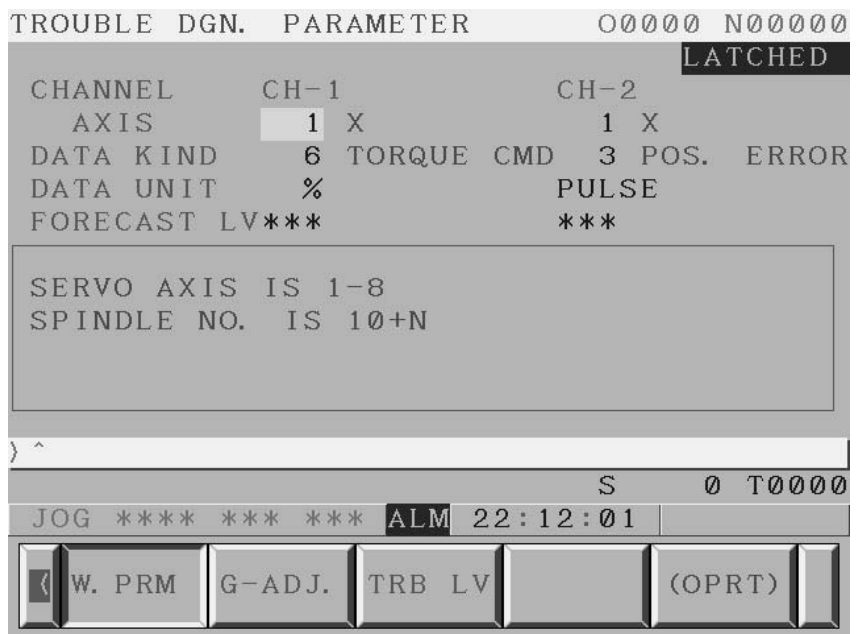 TROUBLE DGN. PARAMETER O0000 N00000
LATCHED
CHANNEL CH-1 CH-2
AXIS 1 X 1 X
DATA KIND 6 TORQUE CMD 3 POS. ERROR
DATA UNIT % PULSE
FORECAST LV*** ***
SERVO AXIS IS 1-8
SPINDLE NO. IS 10+N
) ^
S 0 T0000
JOG **** *** *** ALM 22:12:01
( W. PRM G-ADJ. TRB LV (OPRT)